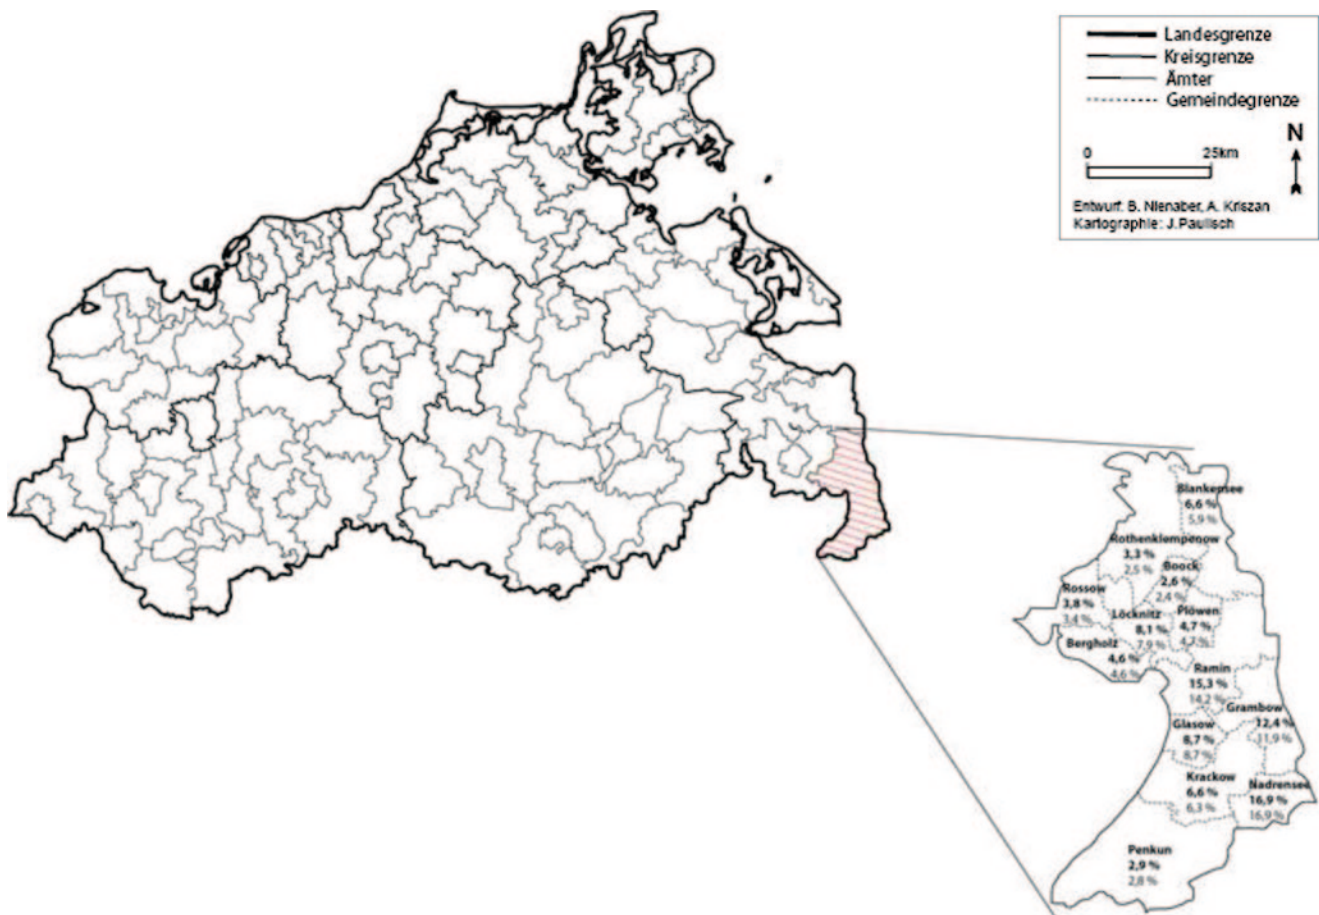 Landesgrenze
Kreisgrenze
Ämter
Gemeindegrenze
N
0 25km
Entwurf: B. Nienaber, A. Kriszan
Kartographie: J.Paulisch
Blankensee
6,6 %
5,9 %
Rothenklempenow
3,3 %
2,5 %
Boock
2,6 %
2,4 %
Rossow
3,8 %
3,4 %
Löcknitz
8,1 %
7,9 %
Plöwen
4,7 %
4,7 %
Bergholz
4,6 %
4,6 %
Ramin
15,3 %
14,2 %
Grambow
12,4 %
11,9 %
Glasow
8,7 %
8,7 %
Krackow
6,6 %
6,3 %
Nadrensee
16,9 %
16,9 %
Penkun
2,9 %
2,8 %